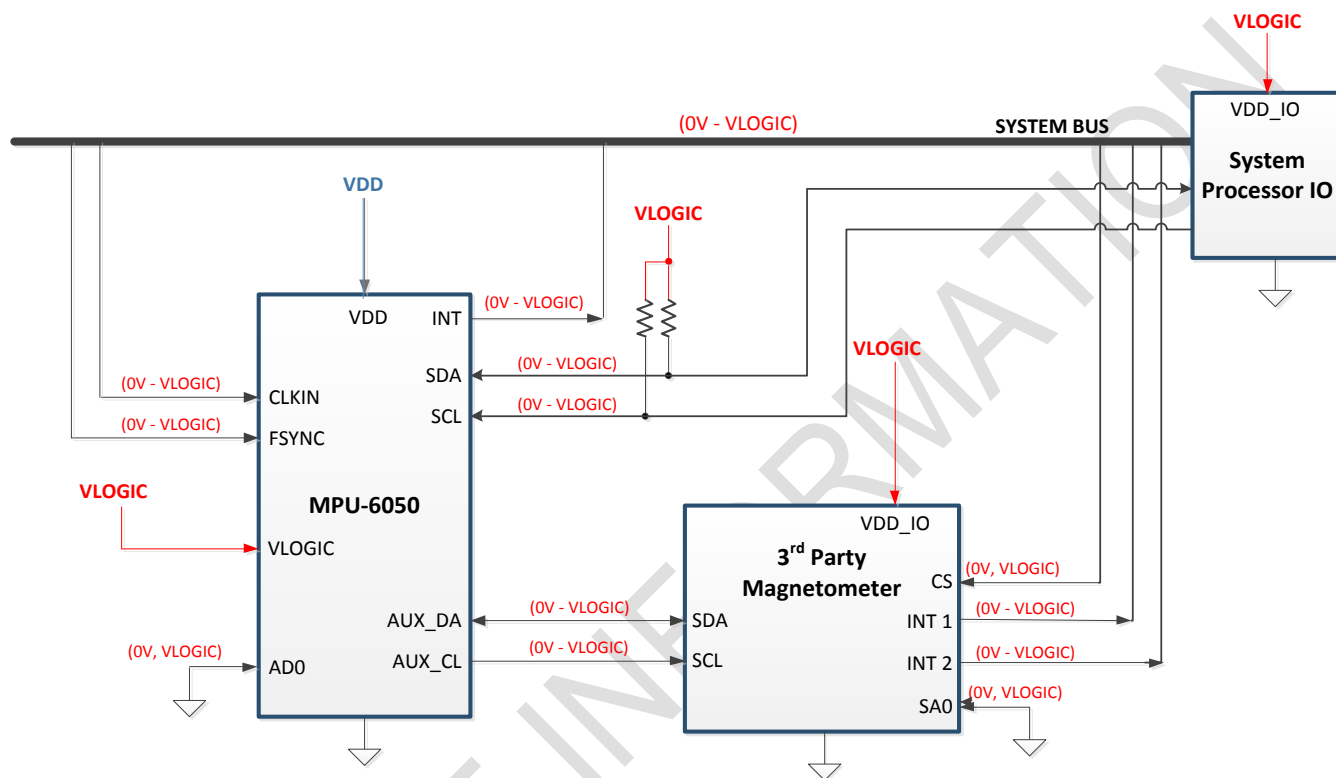 VLOGIC
VDD_IO
System
Processor IO
(0V - VLOGIC)
SYSTEM BUS
VDD
VLOGIC
VDD
INT
(0V - VLOGIC)
SDA
(0V - VLOGIC)
SCL
(0V - VLOGIC)
(0V - VLOGIC)
CLKIN
(0V - VLOGIC)
FSYNC
VLOGIC
VLOGIC
MPU-6050
AUX_DA
(0V - VLOGIC)
AUX_CL
(0V - VLOGIC)
(0V, VLOGIC)
AD0
VLOGIC
VDD_IO
3rd Party
Magnetometer
CS
(0V, VLOGIC)
SDA
INT 1
(0V - VLOGIC)
SCL
INT 2
(0V - VLOGIC)
SA0
(0V, VLOGIC)
INFORMATION